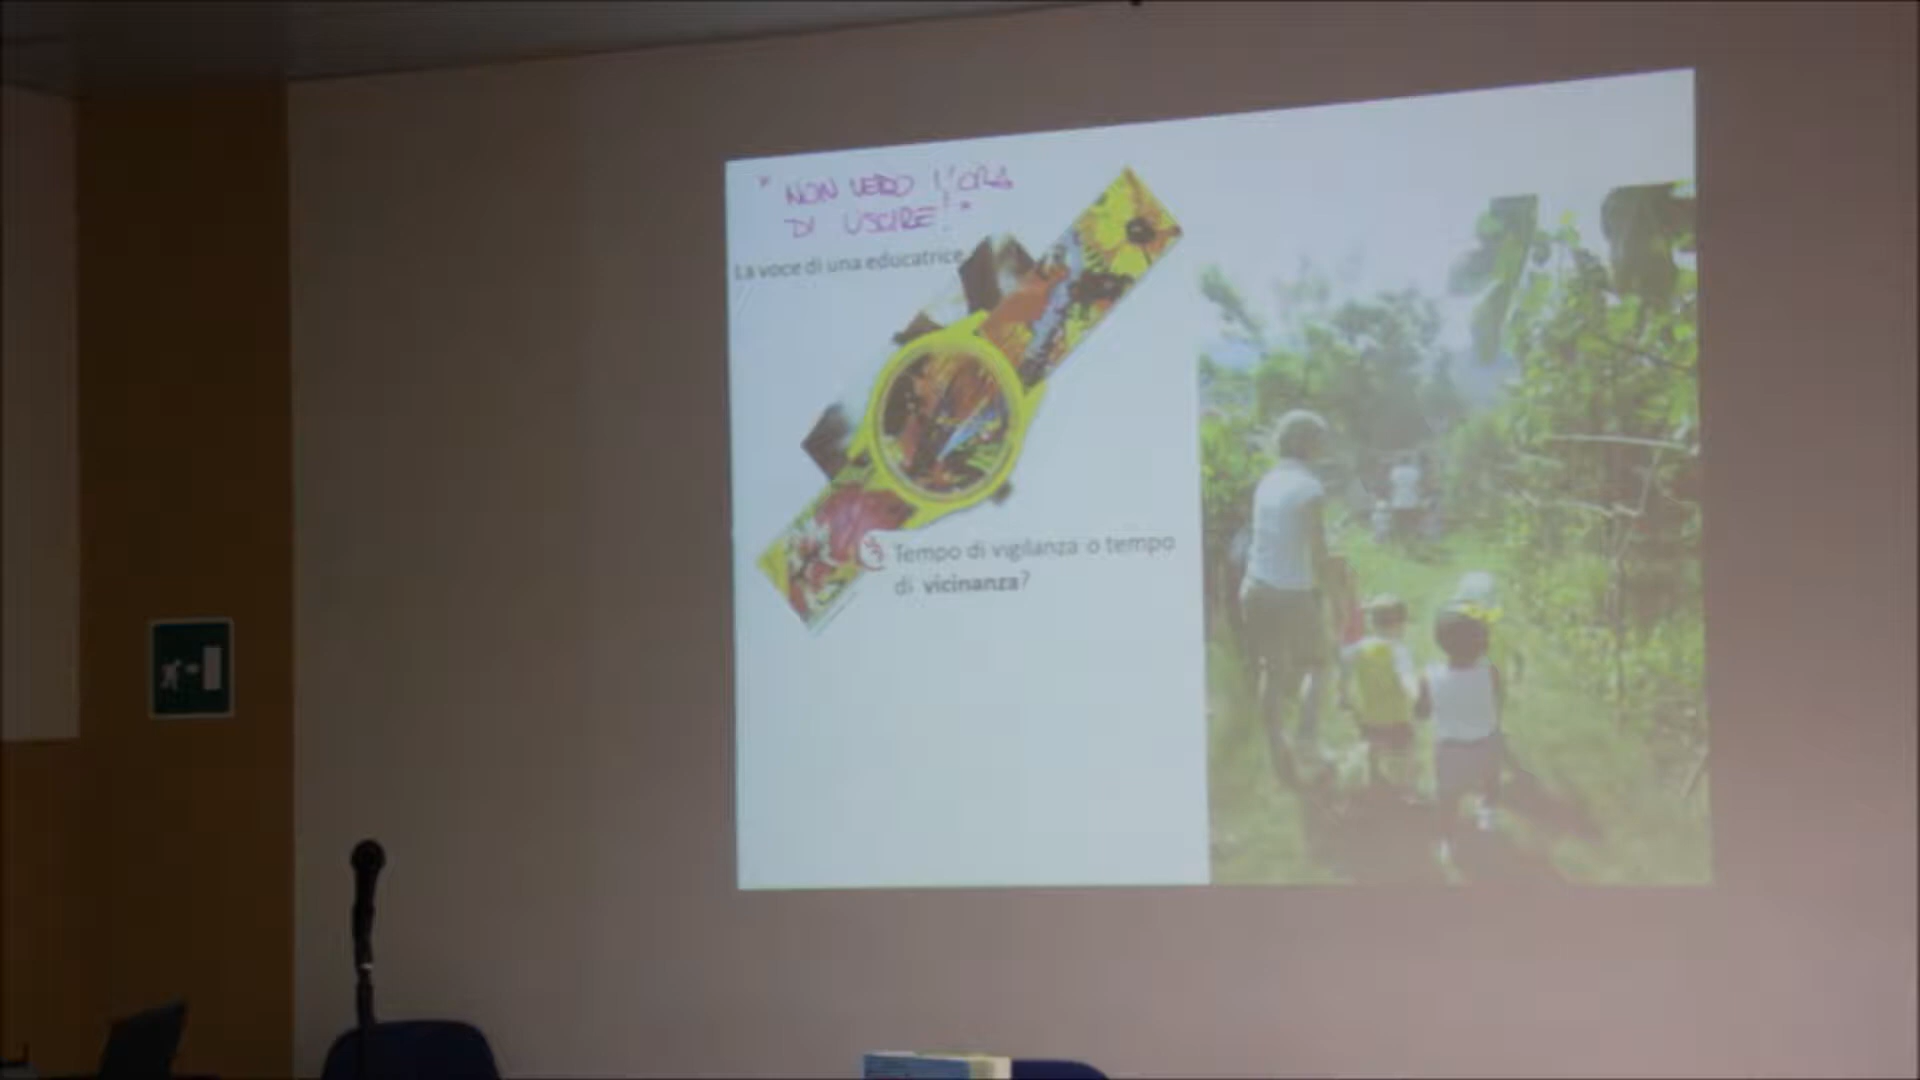 " NON VEDO L'ORA
DI USCIRE! "
La voce di una educatrice
Tempo di vigilanza o tempo
di vicinanza?